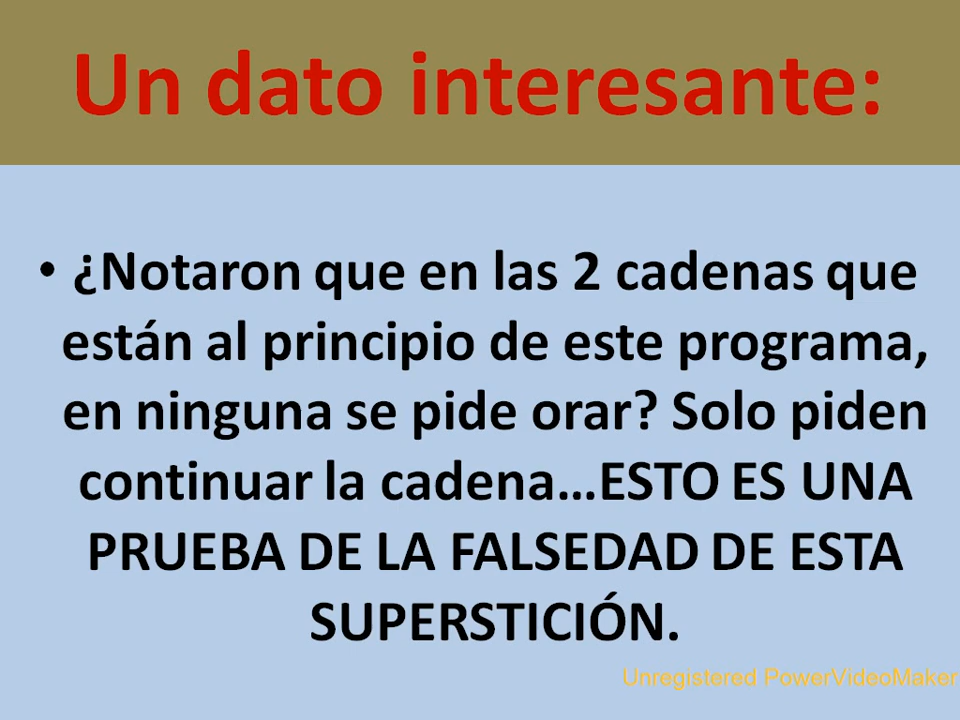 Un dato interesante:
• ¿Notaron que en las 2 cadenas que
están al principio de este programa,
en ninguna se pide orar? Solo piden
continuar la cadena...ESTO ES UNA
PRUEBA DE LA FALSEDAD DE ESTA
SUPERSTICIÓN.
Unregistered PowerVideoMaker